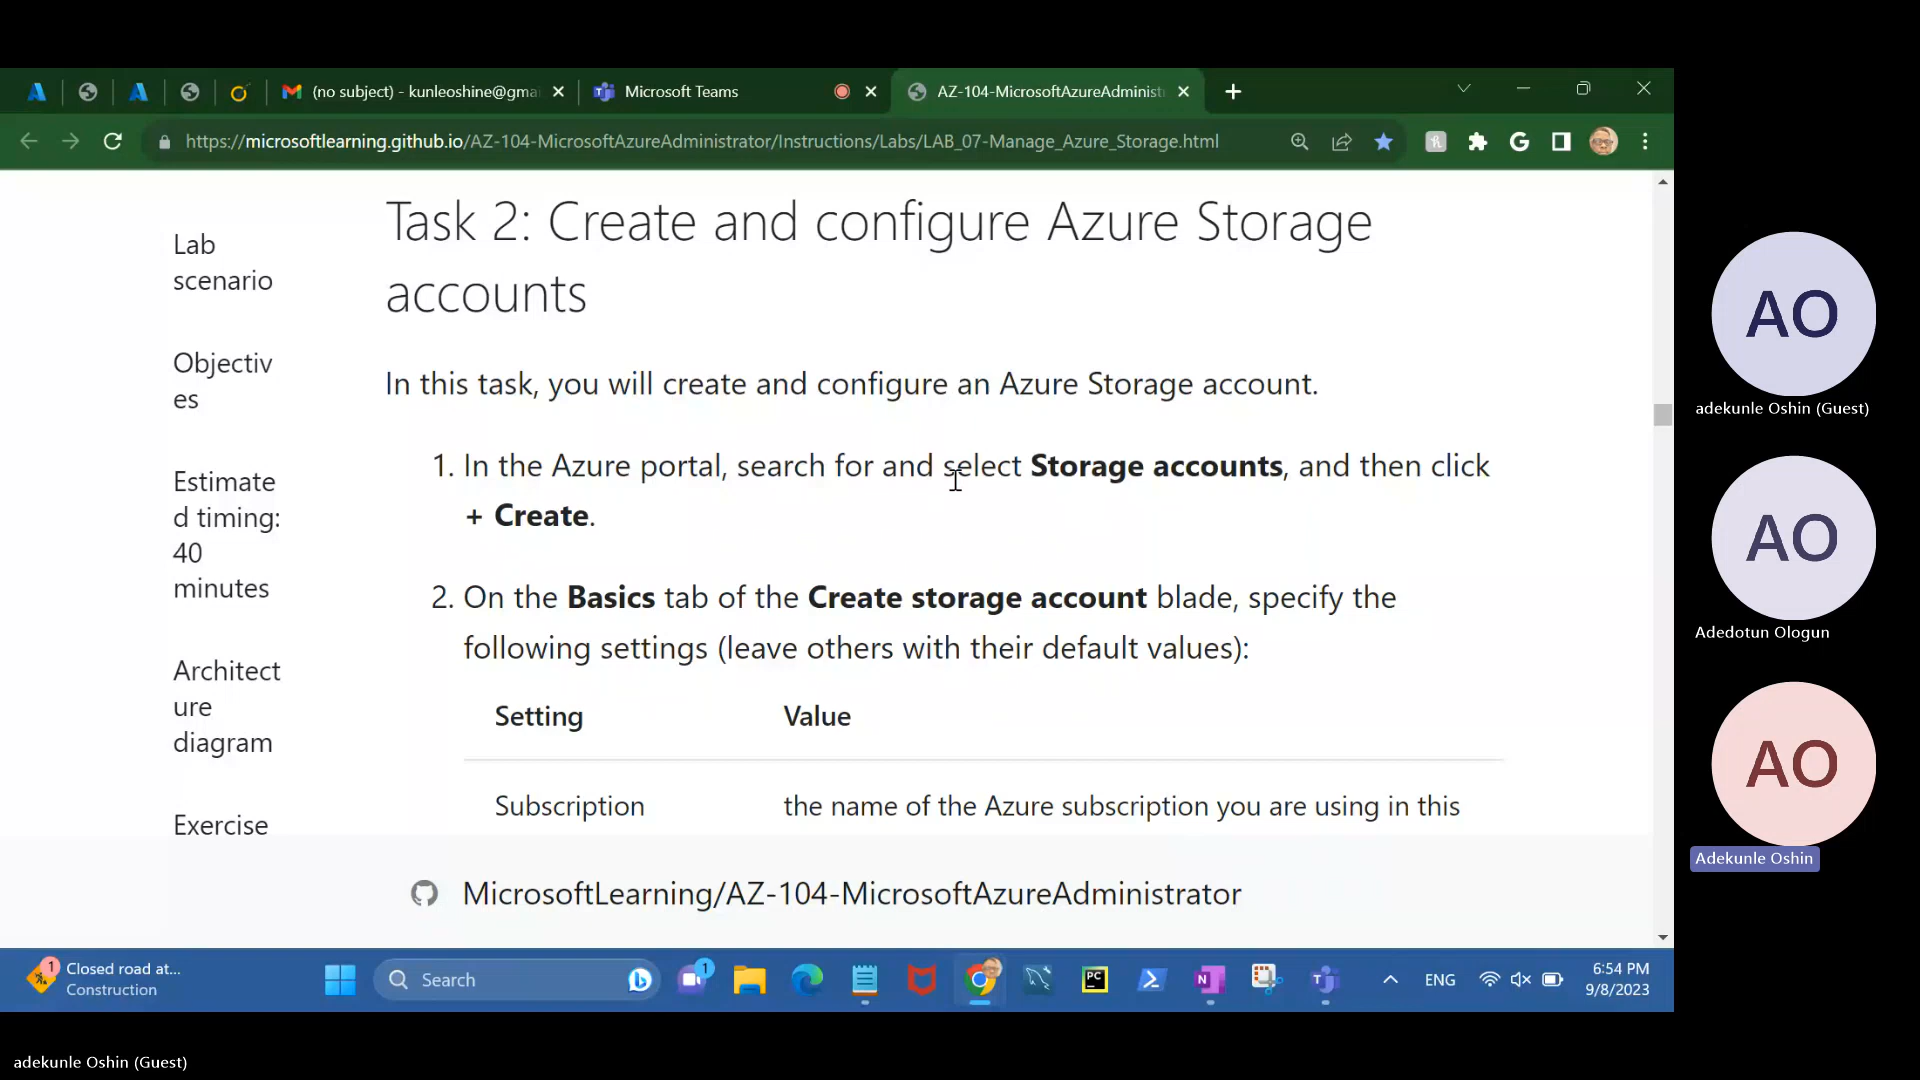 (no subject) - kunleoshine@gma
Microsoft Teams
AZ-104-MicrosoftAzureAdminist
https://microsoftlearning.github.io/AZ-104-MicrosoftAzureAdministrator/Instructions/Labs/LAB_07-Manage_Azure_Storage.html
Lab
scenario
Objectiv
es
Estimate
d timing:
40
minutes
Architect
ure
diagram
Exercise
Task 2: Create and configure Azure Storage
accounts
In this task, you will create and configure an Azure Storage account.
1. In the Azure portal, search for and select Storage accounts, and then click
+ Create.
2. On the Basics tab of the Create storage account blade, specify the
following settings (leave others with their default values):
Setting Value
Subscription the name of the Azure subscription you are using in this
MicrosoftLearning/AZ-104-MicrosoftAzureAdministrator
AO
adekunle Oshin (Guest)
AO
Adedotun Ologun
AO
Adekunle Oshin
1
Closed road at...
Construction
Search
1
PC
N
T
ENG
6:54 PM
9/8/2023
adekunle Oshin (Guest)